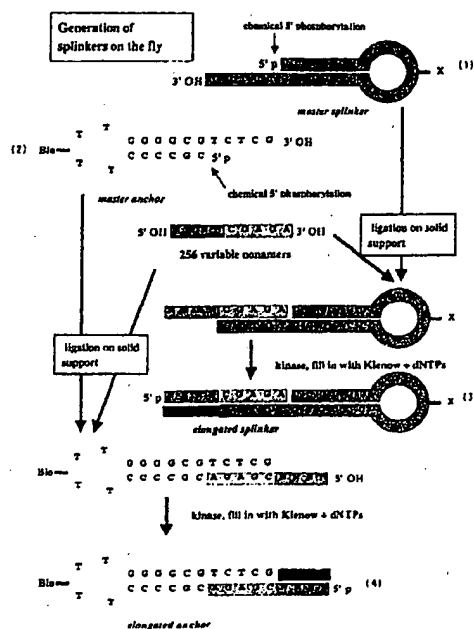 Generation of
splinkers on the fly
chemical 5' phosphorylation
5' p
3' OH
X (1)
master splinker
T T
(2) Bio
G G G G C G T C T C G 3' OH
C C C C G C 5' p
T T
master anchor
chemical 5' phosphorylation
5' OH C G A G A 3' OH
256 variable nonamers
ligation on solid
support
X
ligation
on solid
support
kinase, fill in with Klenow + dNTPs
5' p
X (3)
elongated splinker
T T
Bio
G G G G C G T C T C G
C C C C G C A G A G C 5' OH
T T
kinase, fill in with Klenow + dNTPs
T T
Bio
G G G G C G T C T C G
C C C C G C A G A G C 5' p (4)
T T
elongated anchor